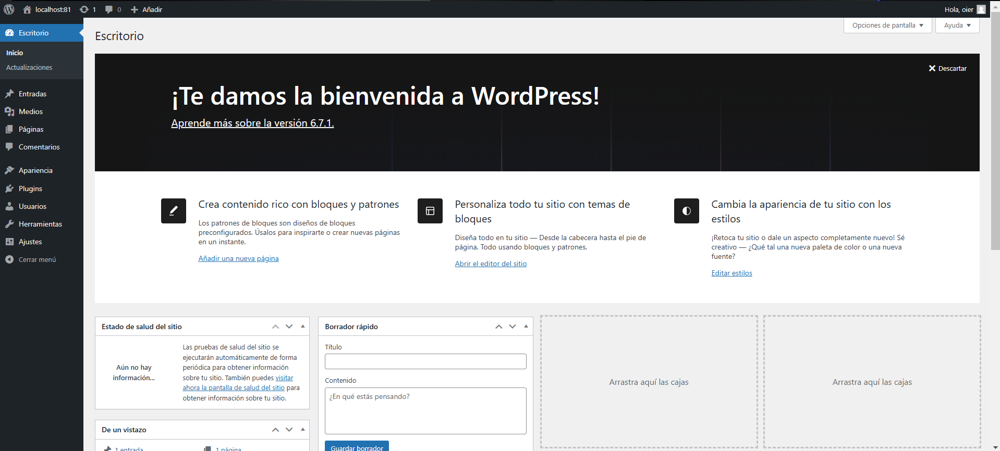 localhost:81
1
0
Añadir
Hola, oier
Escritorio
Inicio
Actualizaciones
Entradas
Medios
Páginas
Comentarios
Apariencia
Plugins
Usuarios
Herramientas
Ajustes
Cerrar menú
Opciones de pantalla
Ayuda
Escritorio
Descartar
¡Te damos la bienvenida a WordPress!
Aprende más sobre la versión 6.7.1.
Crea contenido rico con bloques y patrones
Los patrones de bloques son diseños de bloques
preconfigurados. Úsalos para inspirarte o crear nuevas páginas
en un instante.
Añadir una nueva página
Personaliza todo tu sitio con temas de
bloques
Diseña todo en tu sitio — Desde la cabecera hasta el pie de
página. Todo usando bloques y patrones.
Abrir el editor del sitio
Cambia la apariencia de tu sitio con los
estilos
¡Retoca tu sitio o dale un aspecto completamente nuevo! Sé
creativo — ¿Qué tal una nueva paleta de color o una nueva
fuente?
Editar estilos
Estado de salud del sitio
Aún no hay
información...
Las pruebas de salud del sitio se
ejecutarán automáticamente de forma
periódica para obtener información
sobre tu sitio. También puedes visitar
ahora la pantalla de salud del sitio para
obtener información sobre tu sitio.
De un vistazo
1 entrada
1 página
Borrador rápido
Título
Contenido
¿En qué estás pensando?
Guardar borrador
Arrastra aquí las cajas
Arrastra aquí las cajas